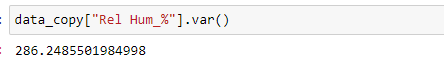 : data_copy["Rel Hum_%"].var()
: 286.2485501984998